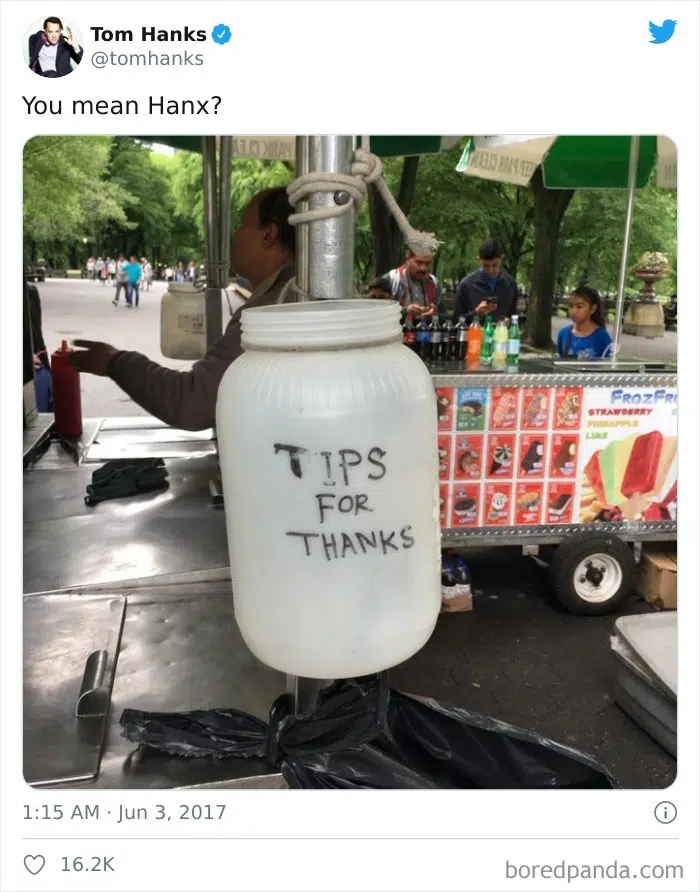 Tom Hanks
@tomhanks
You mean Hanx?
TIPS
FOR
THANKS
FROZFR
STRAWBERRY
PINEAPPLE
LIME
1:15 AM · Jun 3, 2017
16.2K
boredpanda.com